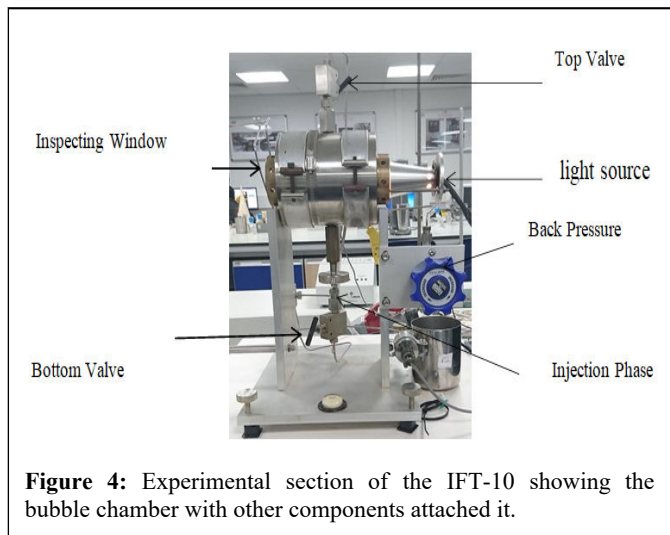 Top Valve
Inspecting Window
light source
Back Pressure
Bottom Valve
Injection Phase
Figure 4: Experimental section of the IFT-10 showing the
bubble chamber with other components attached it.